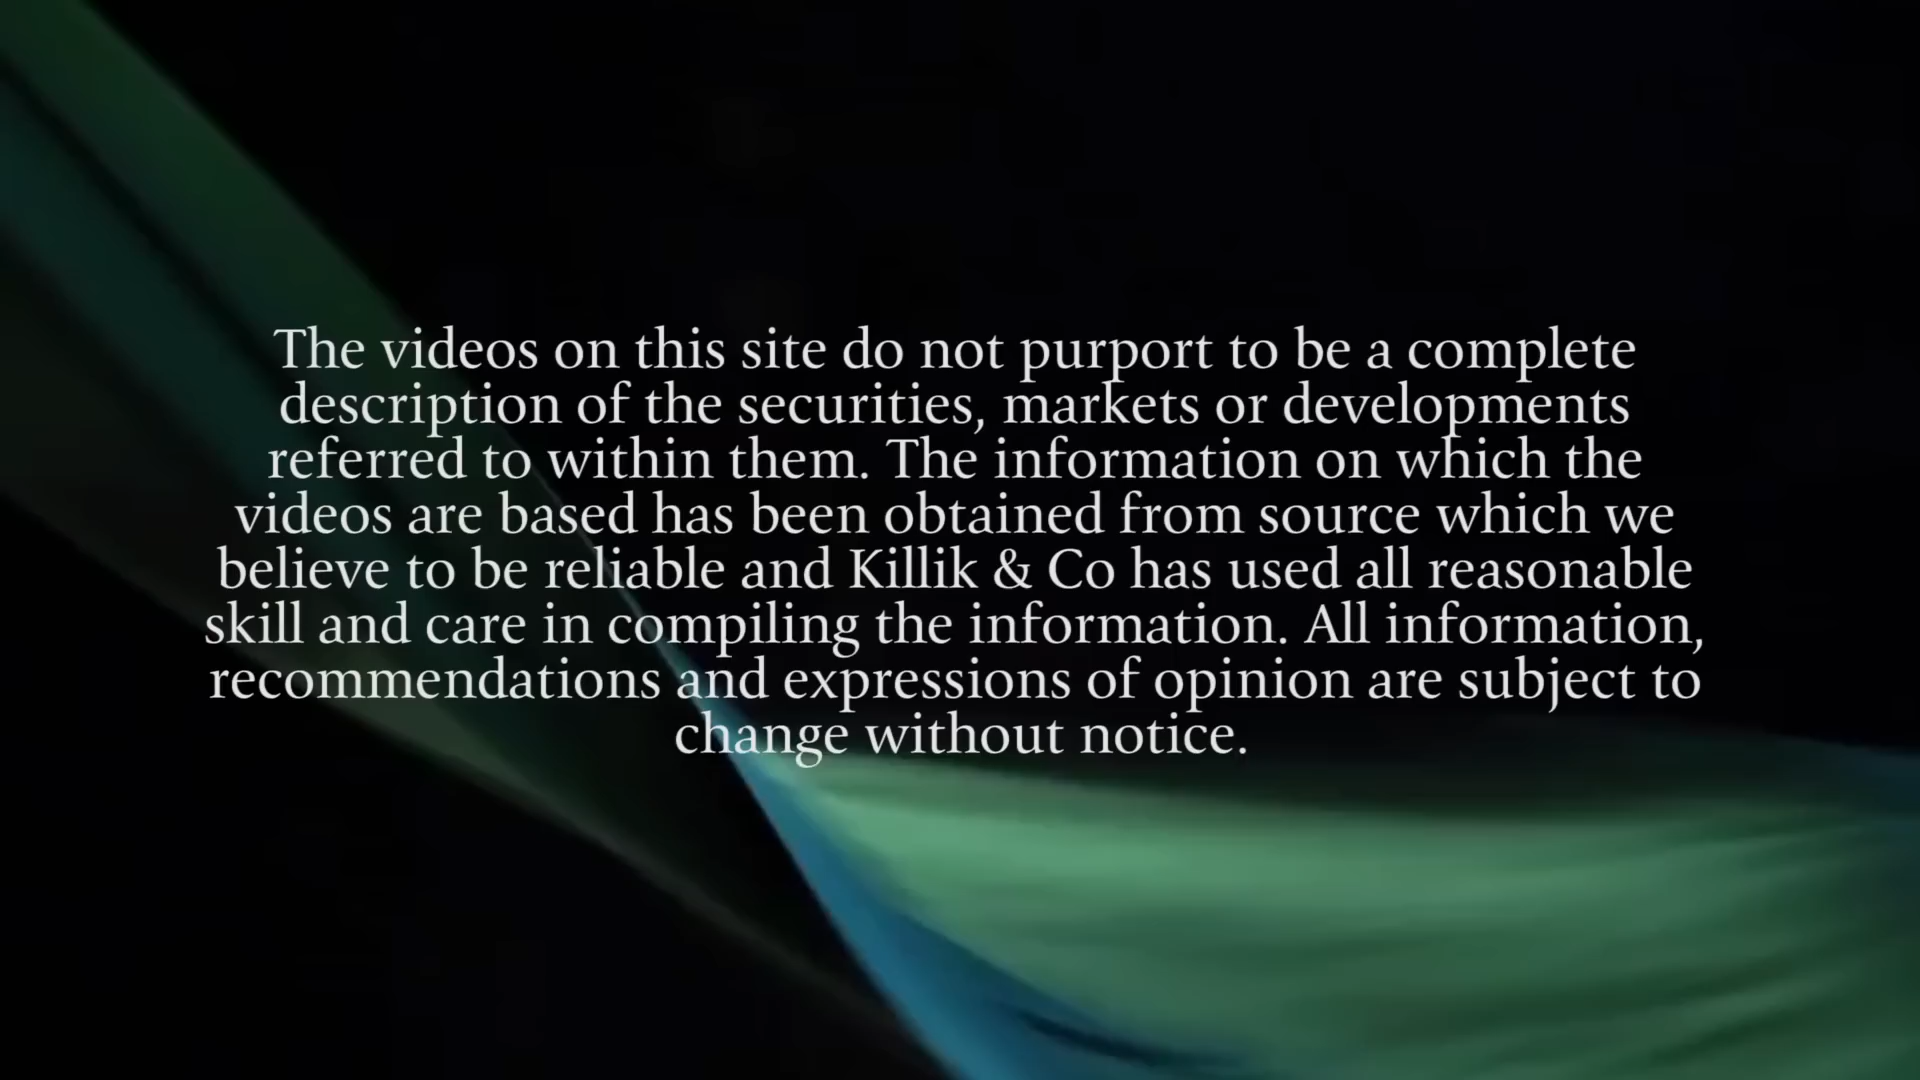 The videos on this site do not purport to be a complete
description of the securities, markets or developments
referred to within them. The information on which the
videos are based has been obtained from source which we
believe to be reliable and Killik & Co has used all reasonable
skill and care in compiling the information. All information,
recommendations and expressions of opinion are subject to
change without notice.